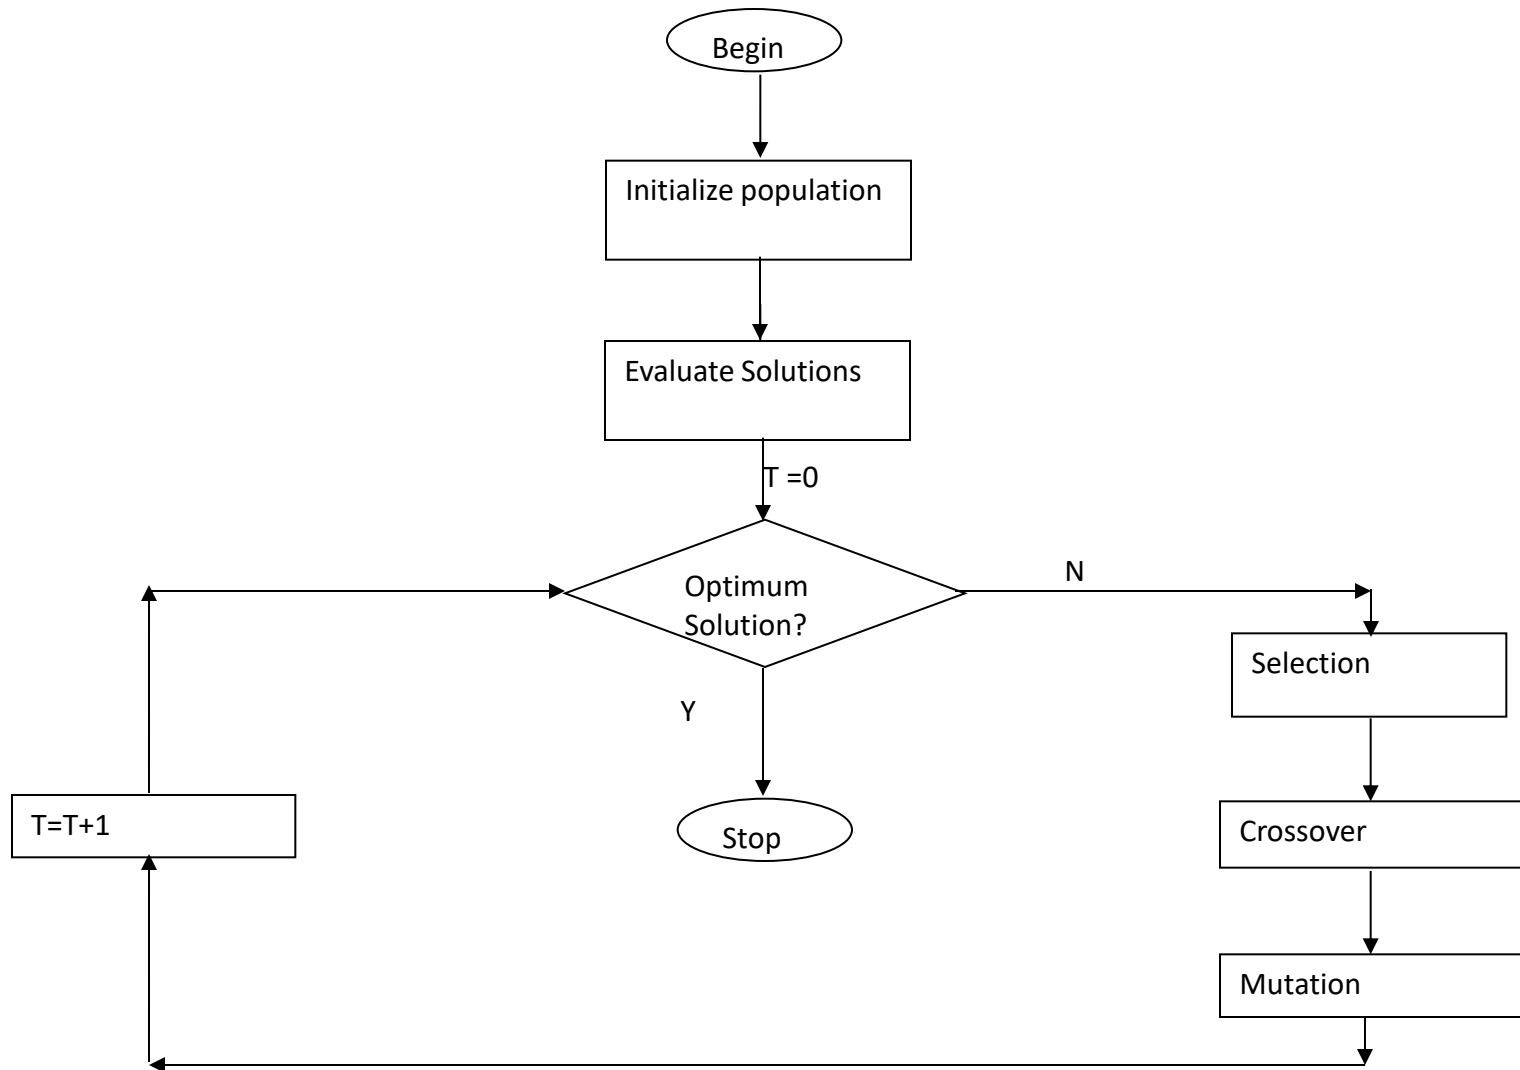 Begin
Initialize population
Evaluate Solutions
T =0
Optimum
Solution?
N
Selection
Y
Crossover
T=T+1
Stop
Mutation